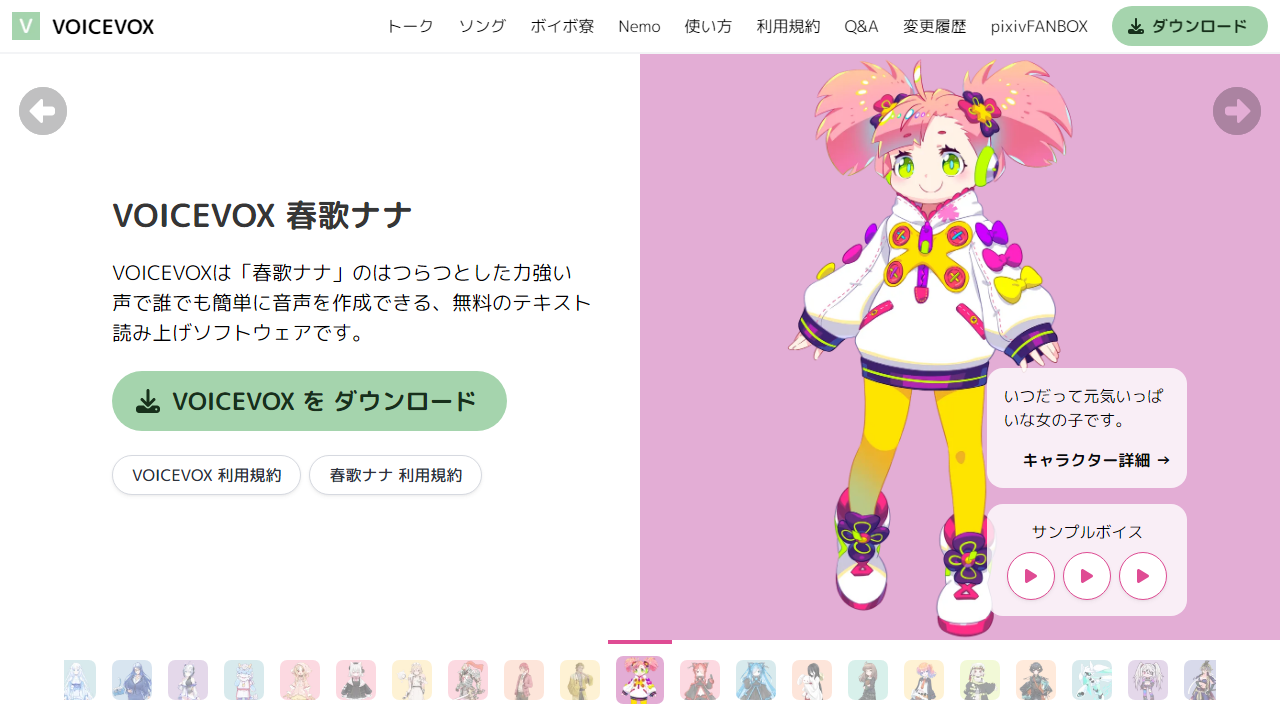 V VOICEVOX トーク ソング ボイボ寮 Nemo 使い方 利用規約 Q&A 変更履歴 pixivFANBOX ダウンロード
VOICEVOX 春歌ナナ
VOICEVOXは「春歌ナナ」のはつらつとした力強い
声で誰でも簡単に音声を作成できる、無料のテキスト
読み上げソフトウェアです。
VOICEVOX を ダウンロード
VOICEVOX 利用規約 春歌ナナ 利用規約
いつだって元気いっぱ
いな女の子です。
キャラクター詳細 →
サンプルボイス